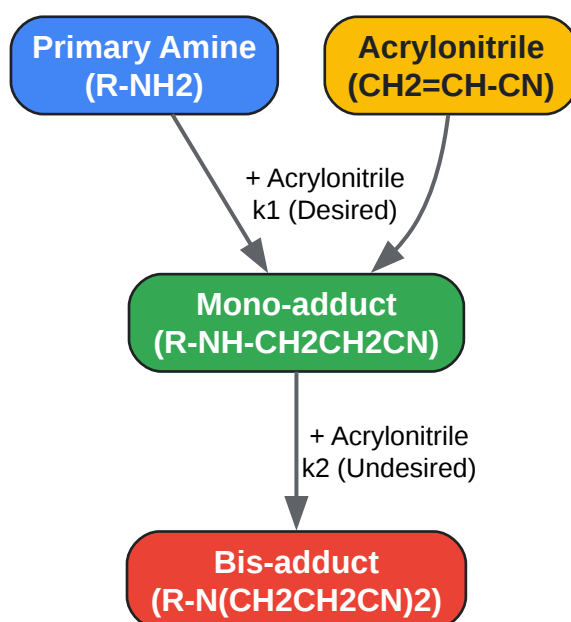 Primary Amine
(R-NH2)
Acrylonitrile
(CH2=CH-CN)
+ Acrylonitrile
k1 (Desired)
Mono-adduct
(R-NH-CH2CH2CN)
+ Acrylonitrile
k2 (Undesired)
Bis-adduct
(R-N(CH2CH2CN)2)